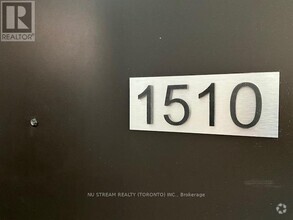 REALTOR®
1510
NU STREAM REALTY (TORONTO) INC., Brokerage